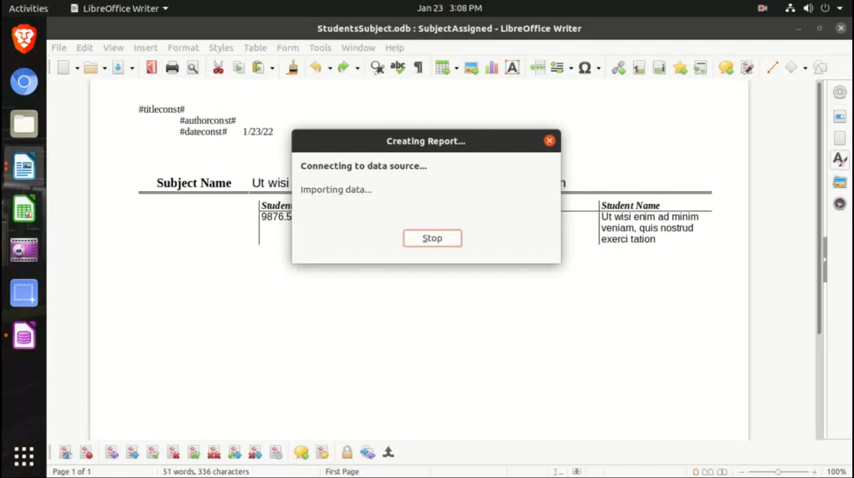 Activities
LibreOffice Writer
Jan 23 3:08 PM
StudentsSubject.odb : SubjectAssigned - LibreOffice Writer
File Edit View Insert Format Styles Table Form Tools Window Help
#titleconst#
#authorconst#
#dateconst# 1/23/22
Creating Report...
Connecting to data source...
Importing data...
Stop
Subject Name Ut wisi
Student Name
9876.5
Ut wisi enim ad minim
veniam, quis nostrud
exerci tation
Page 1 of 1
51 words, 336 characters
First Page
100%